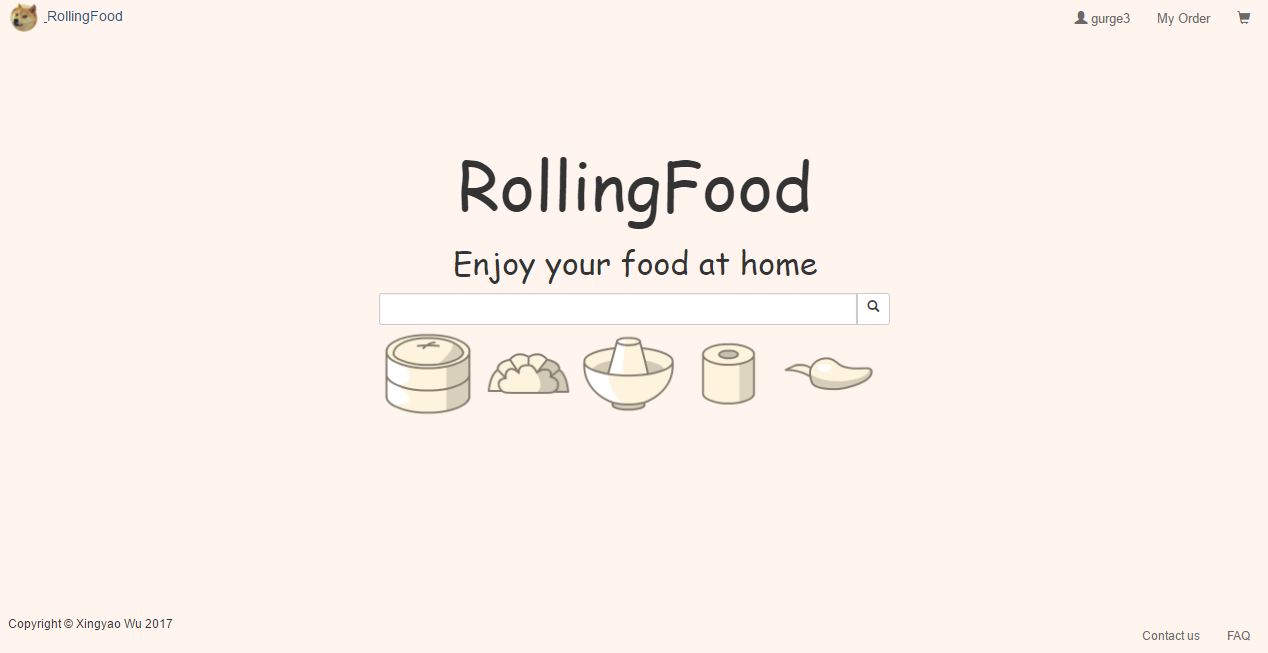 RollingFood
gurge3
My Order
RollingFood
Enjoy your food at home
Copyright © Xingyao Wu 2017
Contact us
FAQ